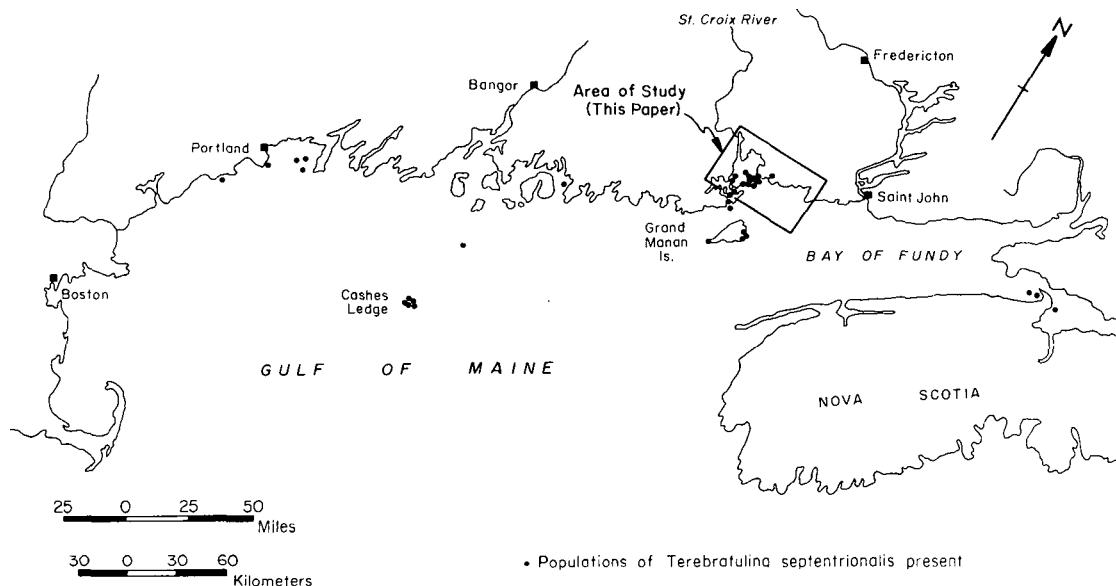 St. Croix River
N
Fredericton
Bangor
Area of Study
(This Paper)
Portland
Saint John
Grand
Manan
Is.
BAY OF FUNDY
Boston
Cashes
Ledge
GULF OF MAINE
NOVA SCOTIA
25 0 25 50
Miles
30 0 30 60
Kilometers
• Populations of Terebratulina septentrionalis present